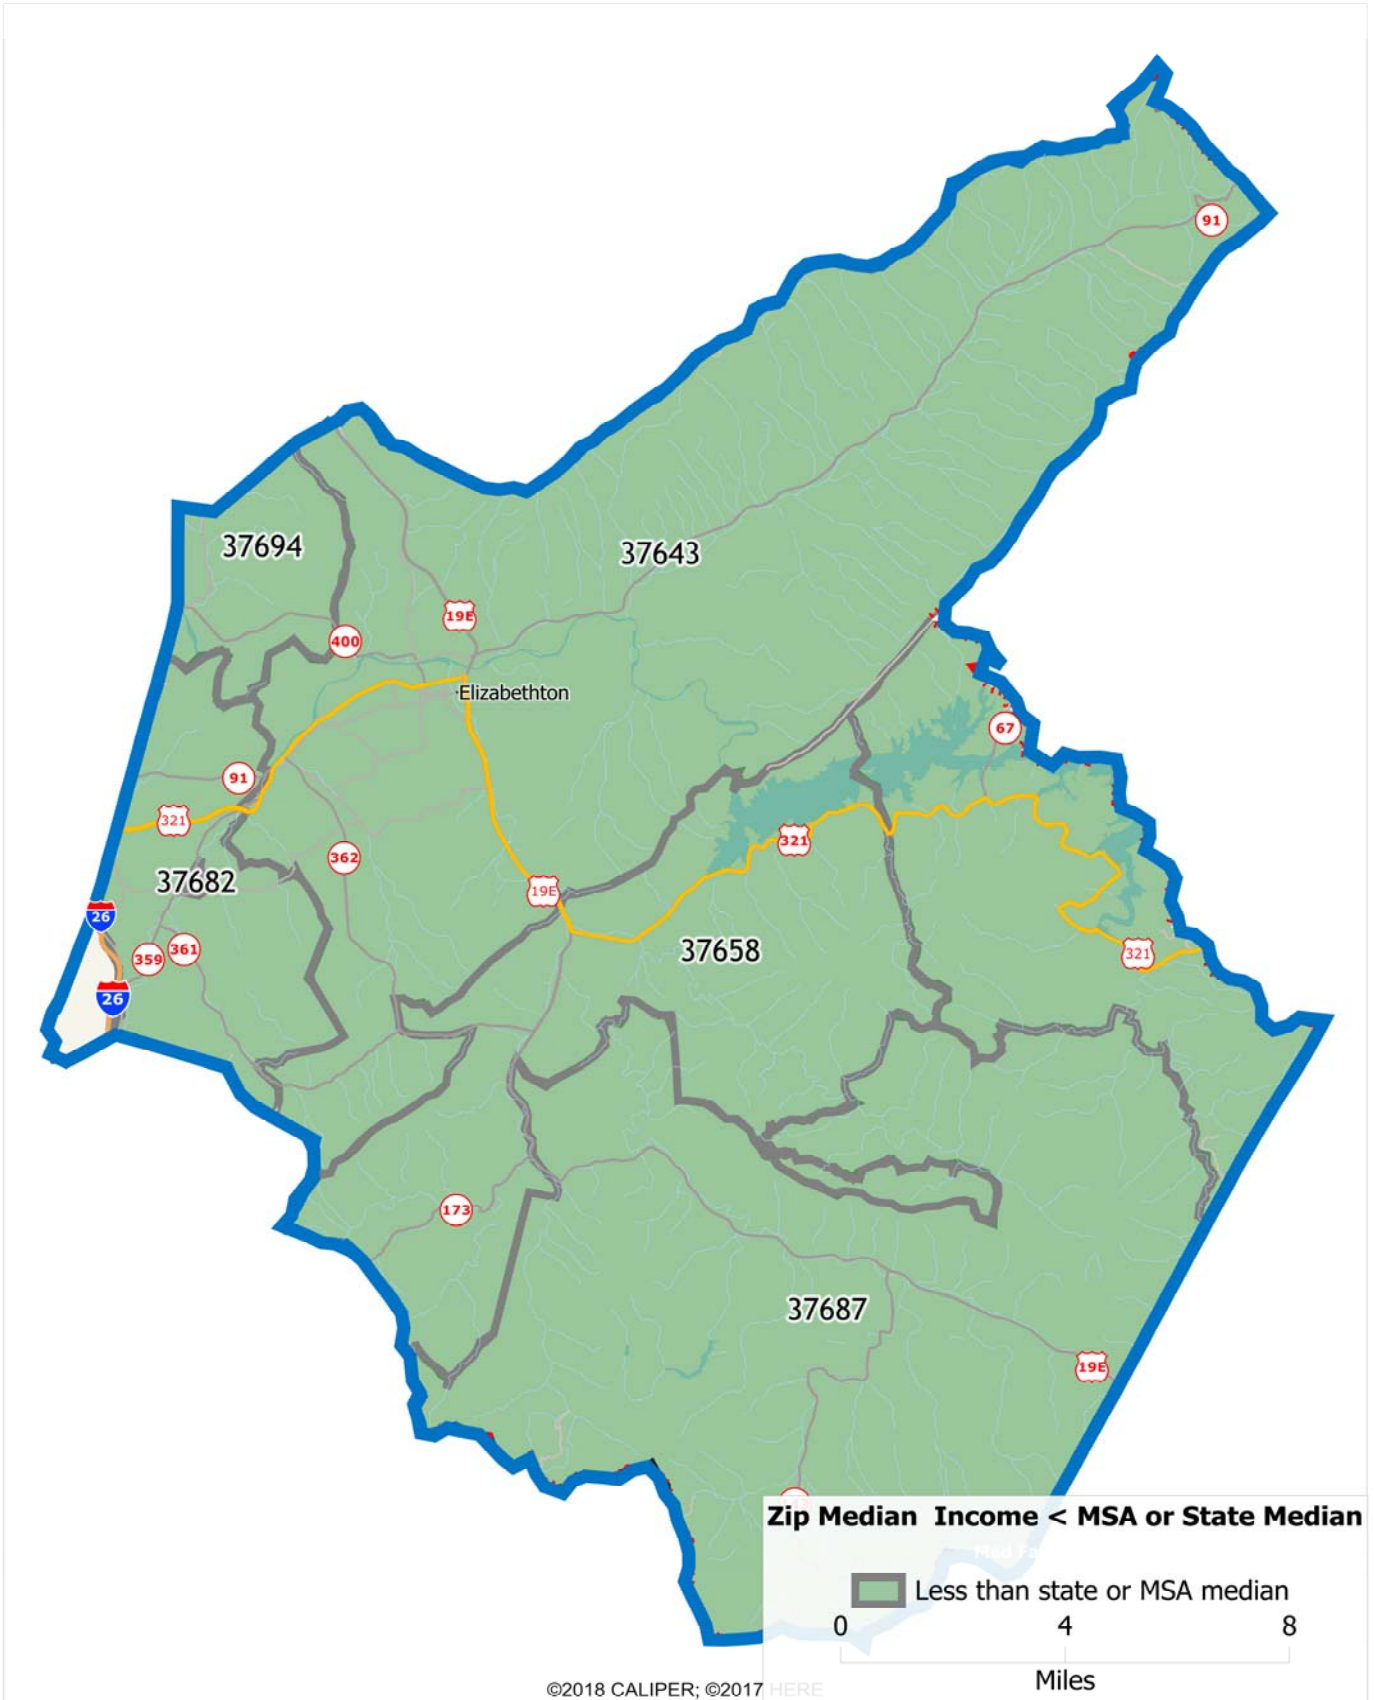 91
37694
37643
19E
400
Elizabethton
67
91
321
321
362
37682
19E
26
37658
359
361
321
26
173
37687
19E
Zip Median Income < MSA or State Median
Less than state or MSA median
0 4 8
Miles
©2018 CALIPER; ©2017 HERE